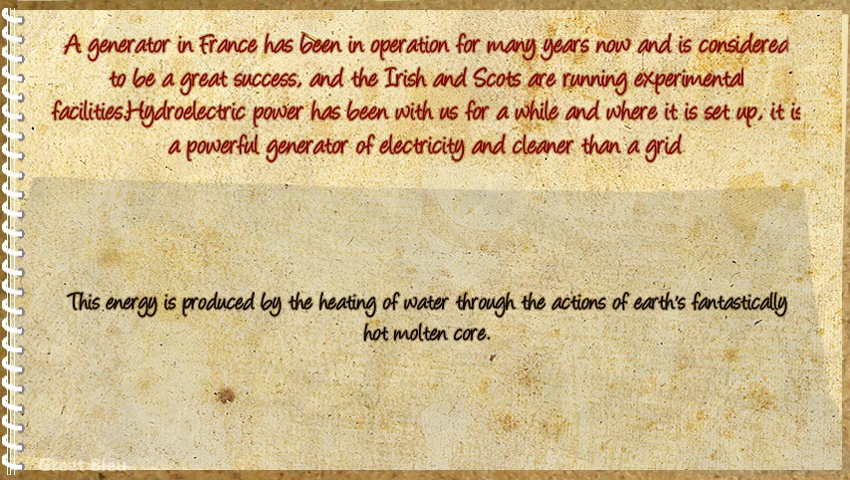 A generator in France has been in operation for many years now and is considered
to be a great success, and the Irish and Scots are running experimental
facilities.Hydroelectric power has been with us for a while and where it is set up, it is
a powerful generator of electricity and cleaner than a grid
This energy is produced by the heating of water through the actions of earth's fantastically
hot molten core.
Great Bleu